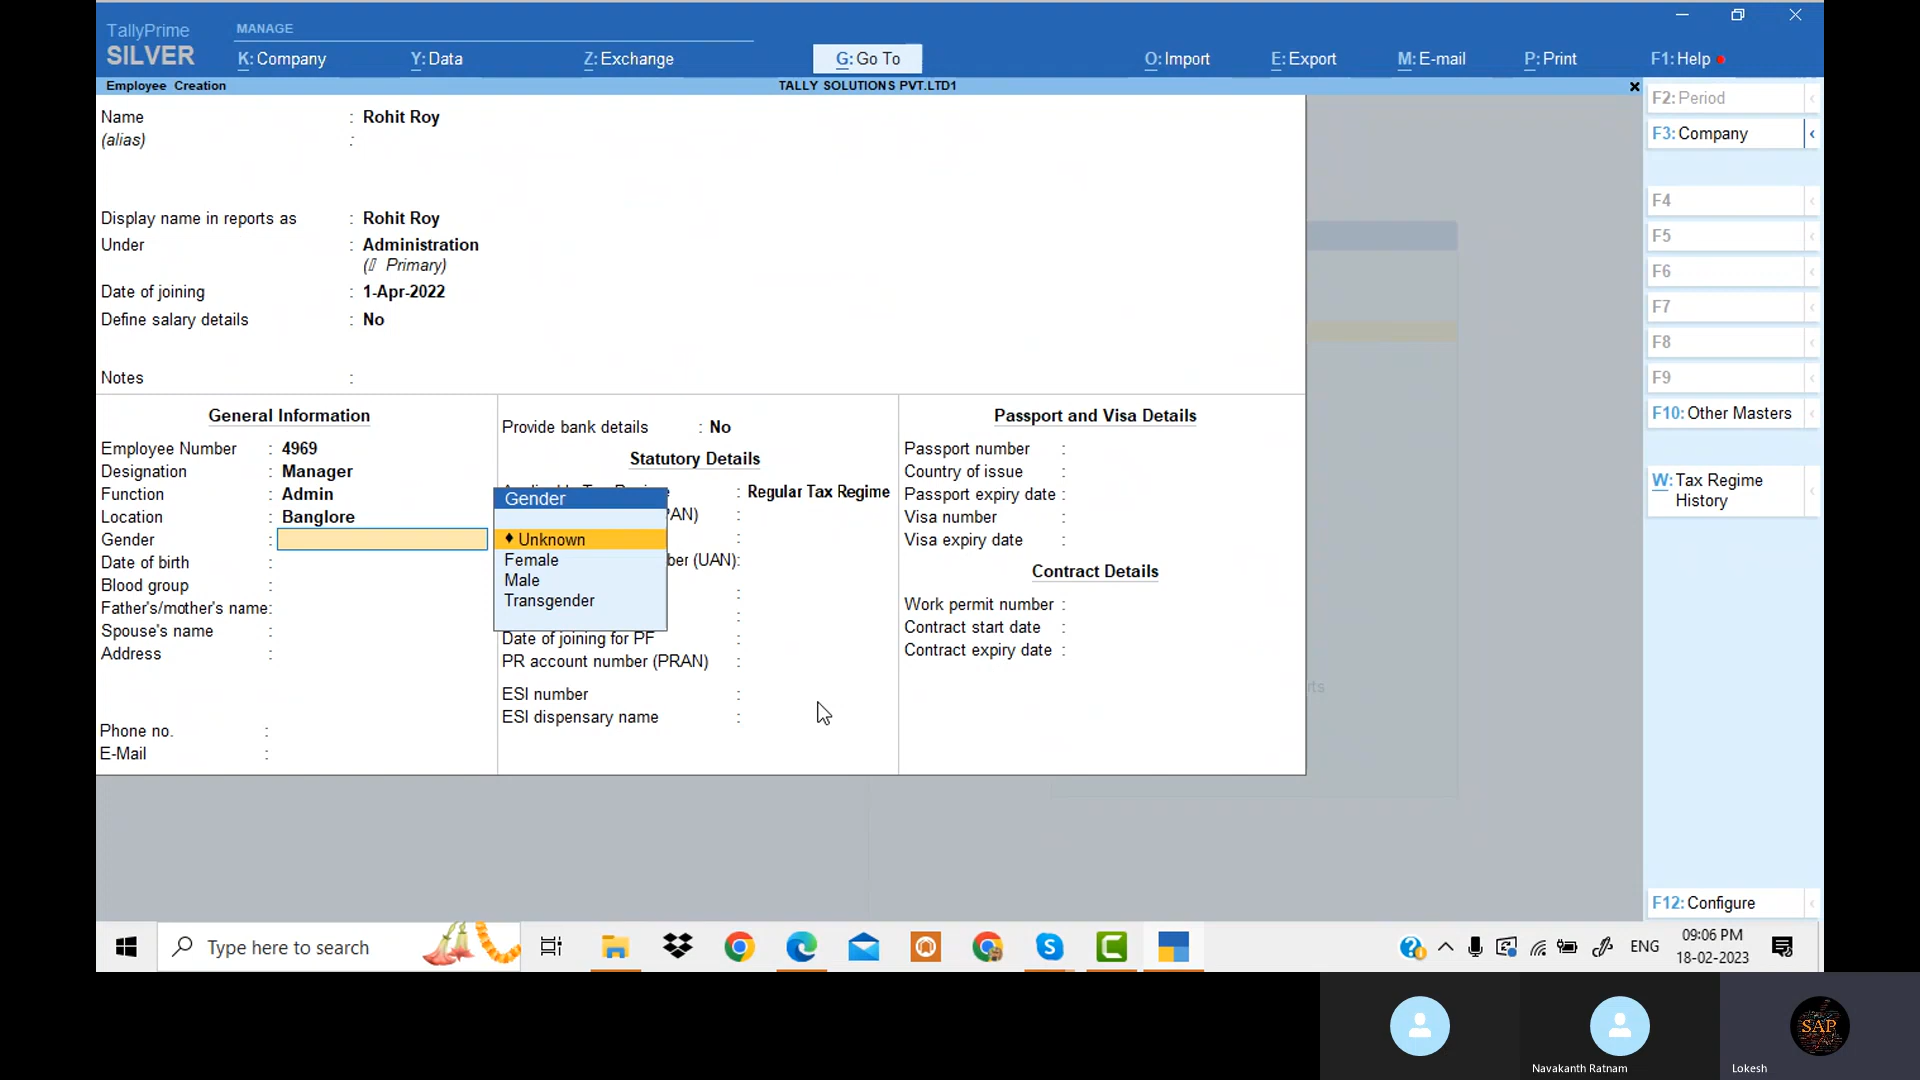 TallyPrime
SILVER
MANAGE
K: Company
Y: Data
Z: Exchange
G: Go To
O: Import
E: Export
M: E-mail
P: Print
F1: Help
Employee Creation
TALLY SOLUTIONS PVT.LTD1
Name : Rohit Roy
(alias) :
Display name in reports as : Rohit Roy
Under : Administration
( Primary)
Date of joining : 1-Apr-2022
Define salary details : No
Notes :
General Information
Employee Number : 4969
Designation : Manager
Function : Admin
Location : Banglore
Gender :
Date of birth :
Blood group :
Father's/mother's name:
Spouse's name :
Address :
Phone no. :
E-Mail :
Provide bank details : No
Statutory Details
: Regular Tax Regime
PAN) :
:
ber (UAN):
:
:
Date of joining for PF :
PR account number (PRAN) :
ESI number :
ESI dispensary name :
Gender
♦ Unknown
Female
Male
Transgender
Passport and Visa Details
Passport number :
Country of issue :
Passport expiry date :
Visa number :
Visa expiry date :
Contract Details
Work permit number :
Contract start date :
Contract expiry date :
rts
F2: Period
F3: Company
F4
F5
F6
F7
F8
F9
F10: Other Masters
W: Tax Regime
History
F12: Configure
Type here to search
ENG
09:06 PM
18-02-2023
SAP
Navakanth Ratnam
Lokesh